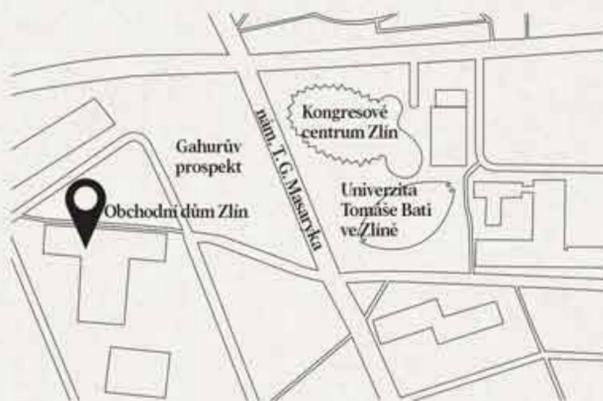 Kongresové
centrum Zlín
Gahurův
prospekt
nám. T. G. Masaryka
Univerzita
Tomáše Bati
ve Zlíně
Obchodní dům Zlín